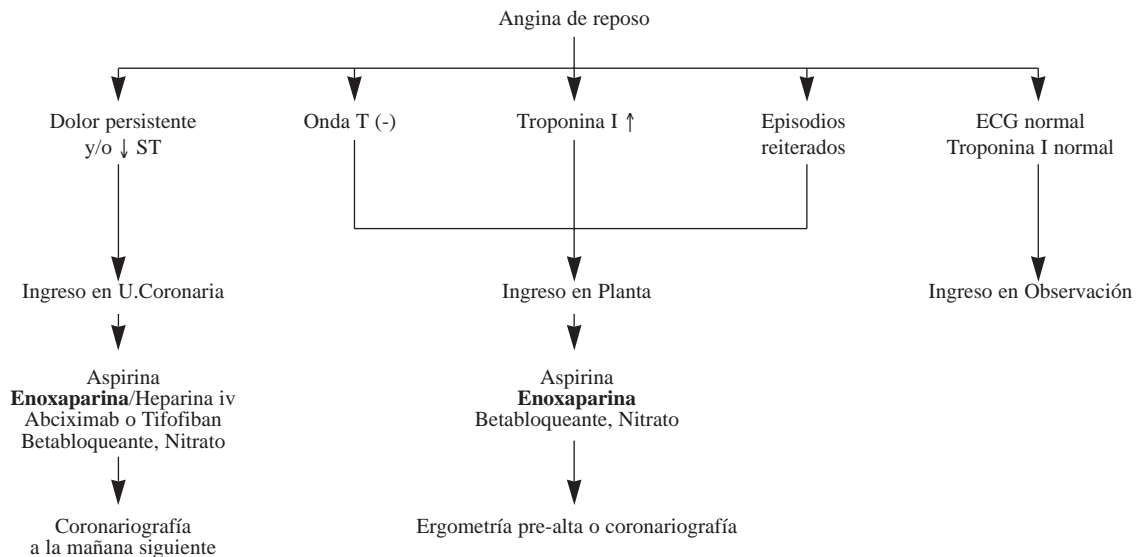 Angina de reposo
Dolor persistente
y/o ↓ ST
Onda T (-)
Troponina I ↑
Episodios
reiterados
ECG normal
Troponina I normal
Ingreso en U.Coronaria
Ingreso en Planta
Ingreso en Observación
Aspirina
Enoxaparina/Heparina iv
Abciximab o Tifofiban
Betabloqueante, Nitrato
Aspirina
Enoxaparina
Betabloqueante, Nitrato
Coronariografía
a la mañana siguiente
Ergometría pre-alta o coronariografía